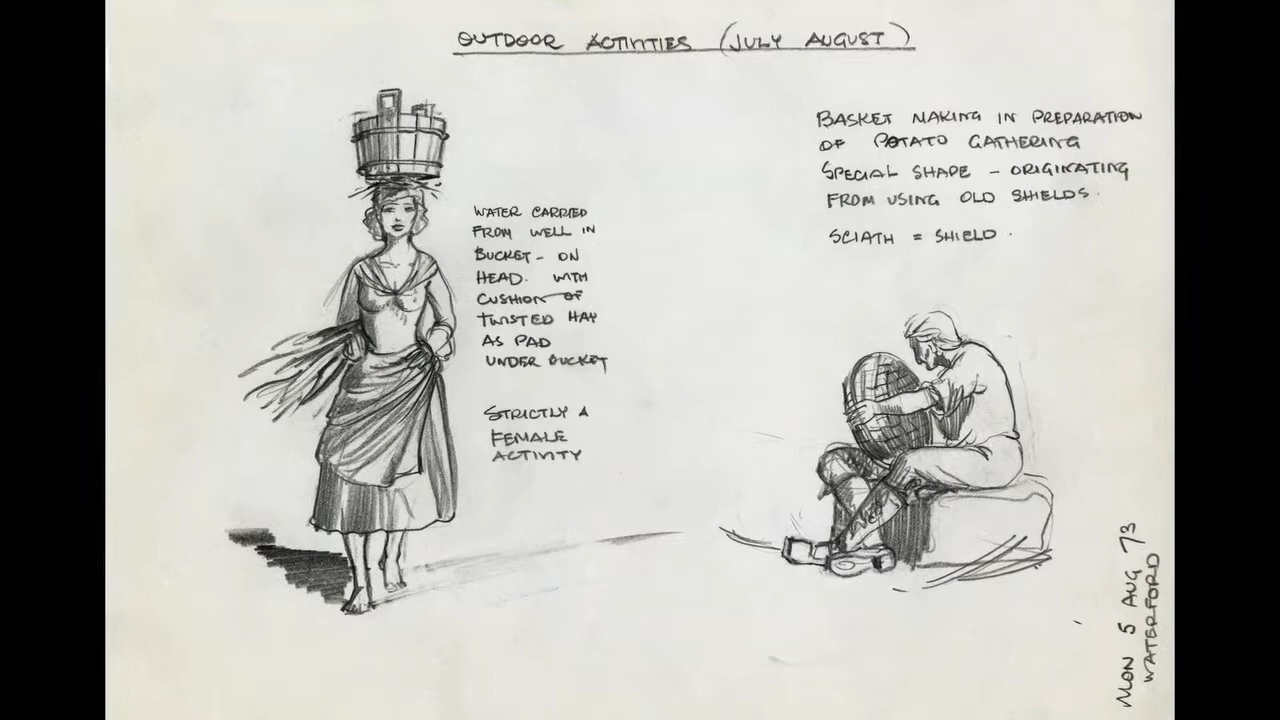 OUTDOOR ACTIVITIES (JULY AUGUST)
WATER CARRIED
FROM WELL IN
BUCKET - ON
HEAD. WITH
CUSHION OF
TWISTED HAY
AS PAD
UNDER BUCKET
STRICTLY A
FEMALE
ACTIVITY
BASKET MAKING IN PREPARATION
OF POTATO GATHERING
SPECIAL SHAPE - ORIGINATING
FROM USING OLD SHIELDS.
SCIATH = SHIELD.
MON 5 AUG 73
WATERFORD